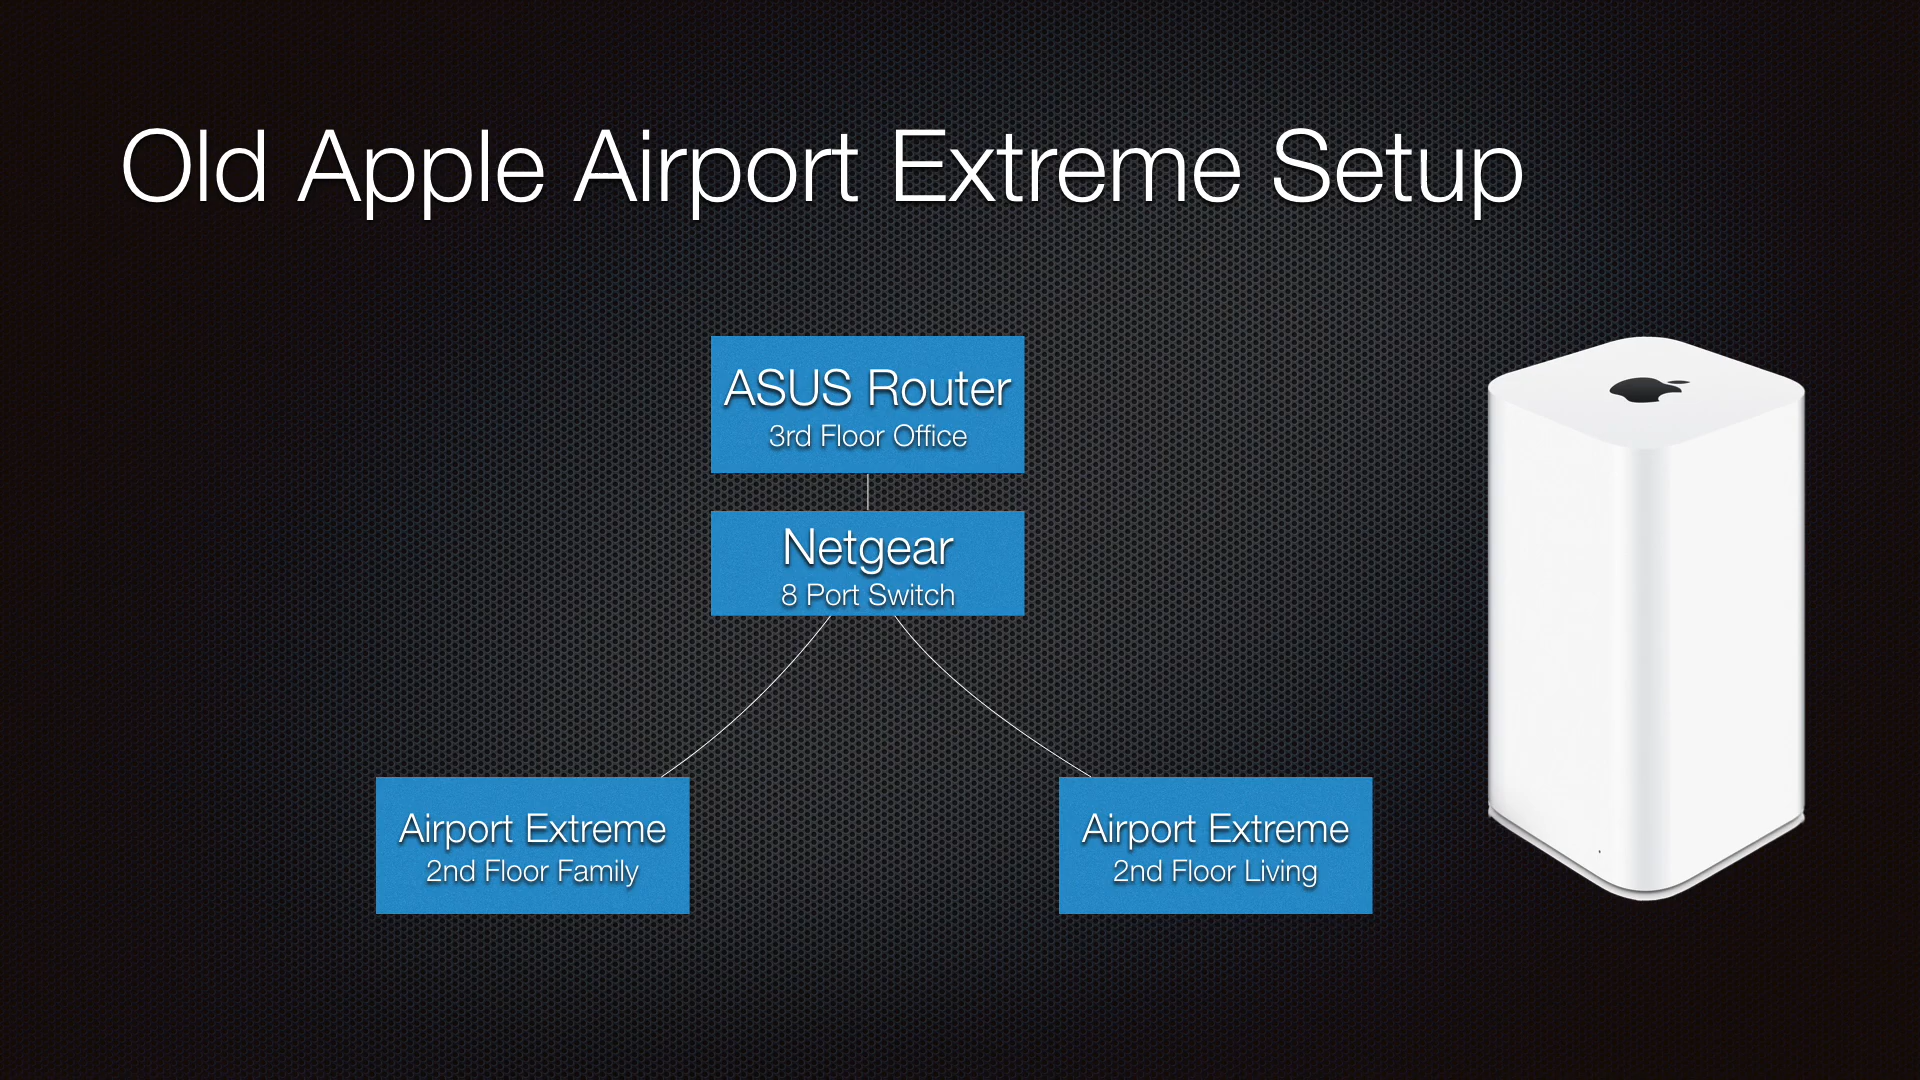 Old Apple Airport Extreme Setup
ASUS Router
3rd Floor Office
Netgear
8 Port Switch
Airport Extreme
2nd Floor Family
Airport Extreme
2nd Floor Living